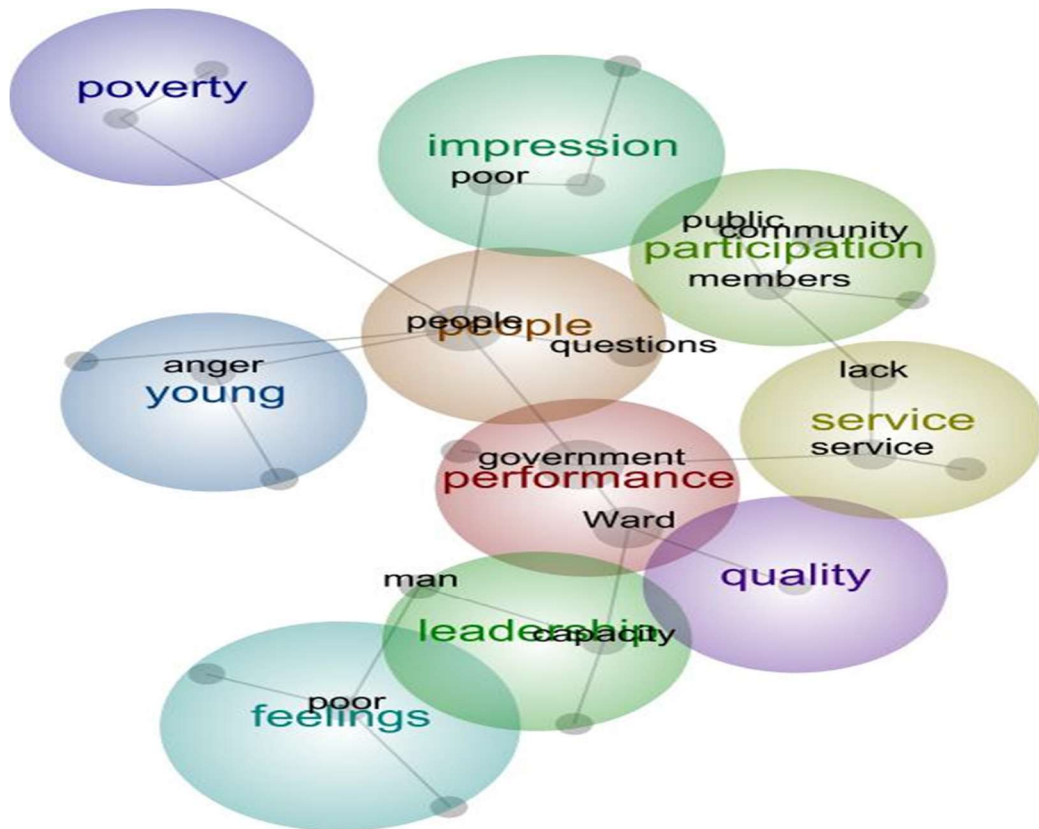 poverty
impression
poor
public
community
participation
members
people
people
questions
anger
young
lack
service
service
government
performance
Ward
quality
man
leadership
capacity
poor
feelings